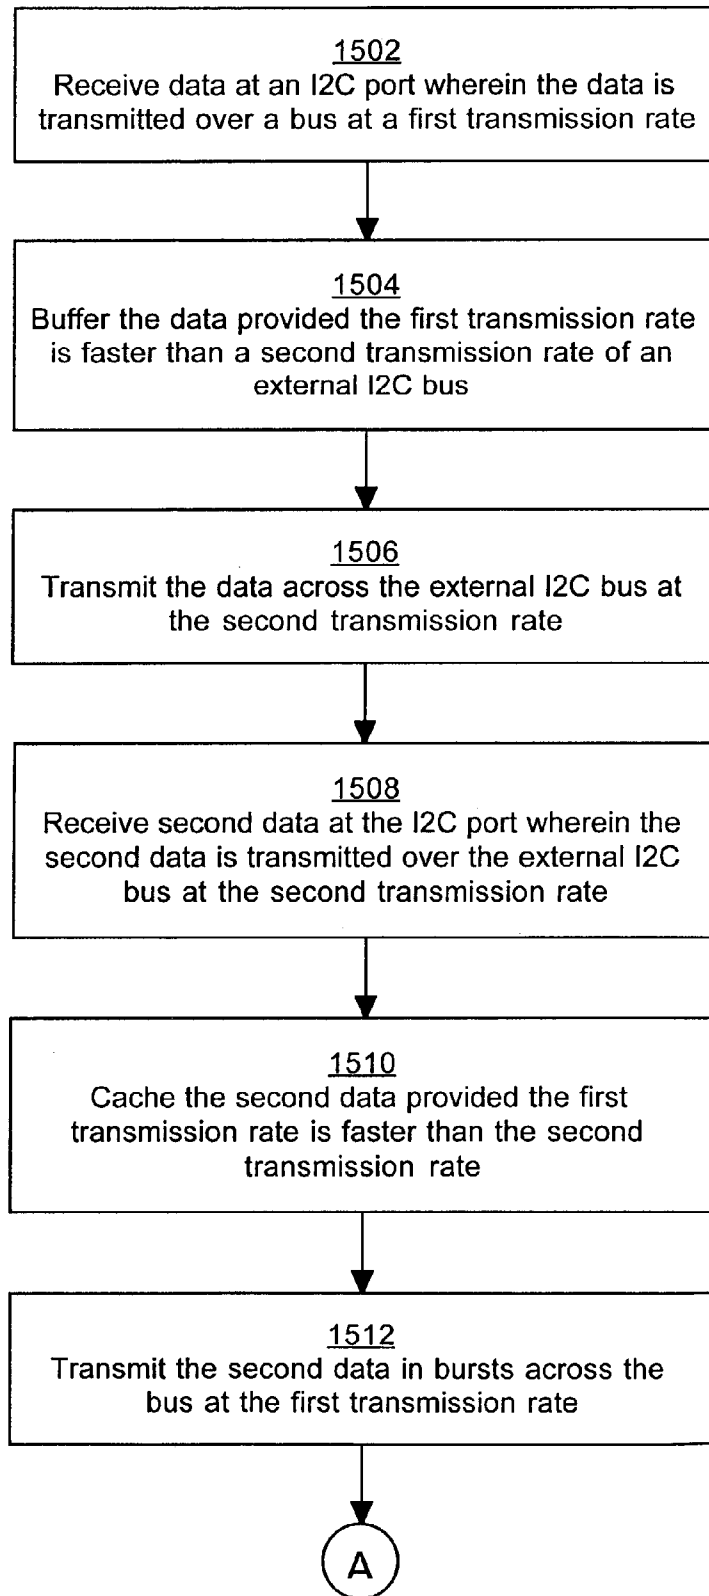 1502
Receive data at an I2C port wherein the data is
transmitted over a bus at a first transmission rate
1504
Buffer the data provided the first transmission rate
is faster than a second transmission rate of an
external I2C bus
1506
Transmit the data across the external I2C bus at
the second transmission rate
1508
Receive second data at the I2C port wherein the
second data is transmitted over the external I2C
bus at the second transmission rate
1510
Cache the second data provided the first
transmission rate is faster than the second
transmission rate
1512
Transmit the second data in bursts across the
bus at the first transmission rate
A